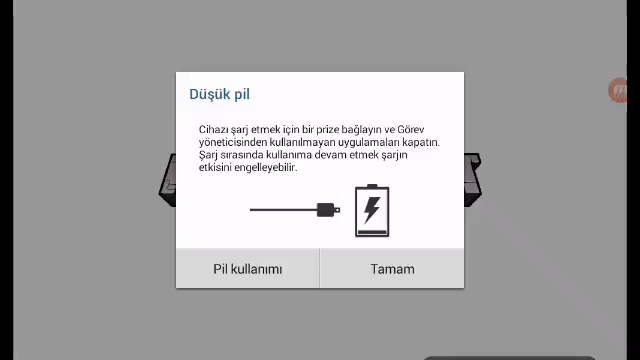 Düşük pil
Cihazı şarj etmek için bir prize bağlayın ve Görev
yöneticisinden kullanılmayan uygulamaları kapatın.
Şarj sırasında kullanıma devam etmek şarjın
etkisini engelleyebilir.
Pil kullanımı
Tamam